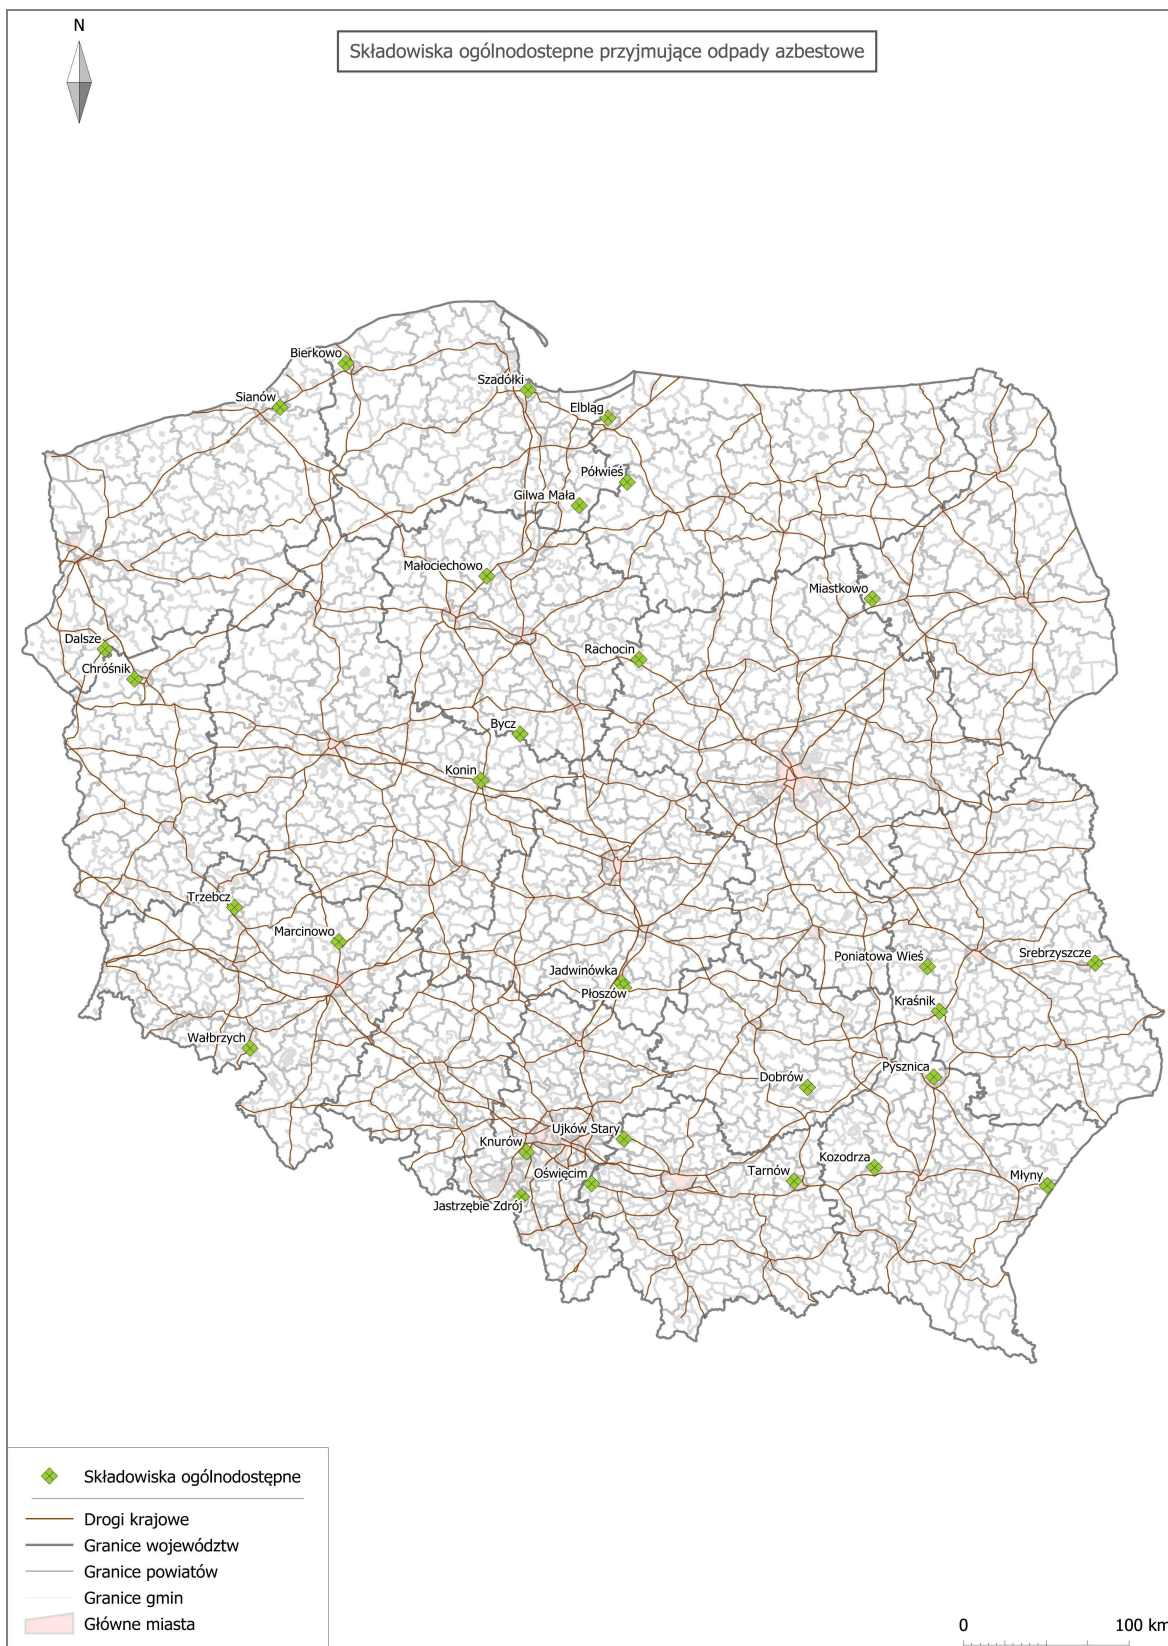 N
Składowiska ogólnodostepne przyjmujące odpady azbestowe
Bierkowo
Szadółki
Sianów
Elbląg
Półwieś
Gilwa Mała
Małociechowo
Miastkowo
Dalsze
Rachocin
Chróśnik
Bycz
Konin
Trzebcz
Marcinowo
Srebrzyszcze
Poniatowa Wieś
Jadwinówka
Płoszów
Kraśnik
Wałbrzych
Pysznica
Dobrów
Ujków Stary
Knurów
Kozodrza
Tarnów
Oświęcim
Młyny
Jastrzębie Zdrój
Składowiska ogólnodostępne
Drogi krajowe
Granice województw
Granice powiatów
Granice gmin
Główne miasta
0 100 km